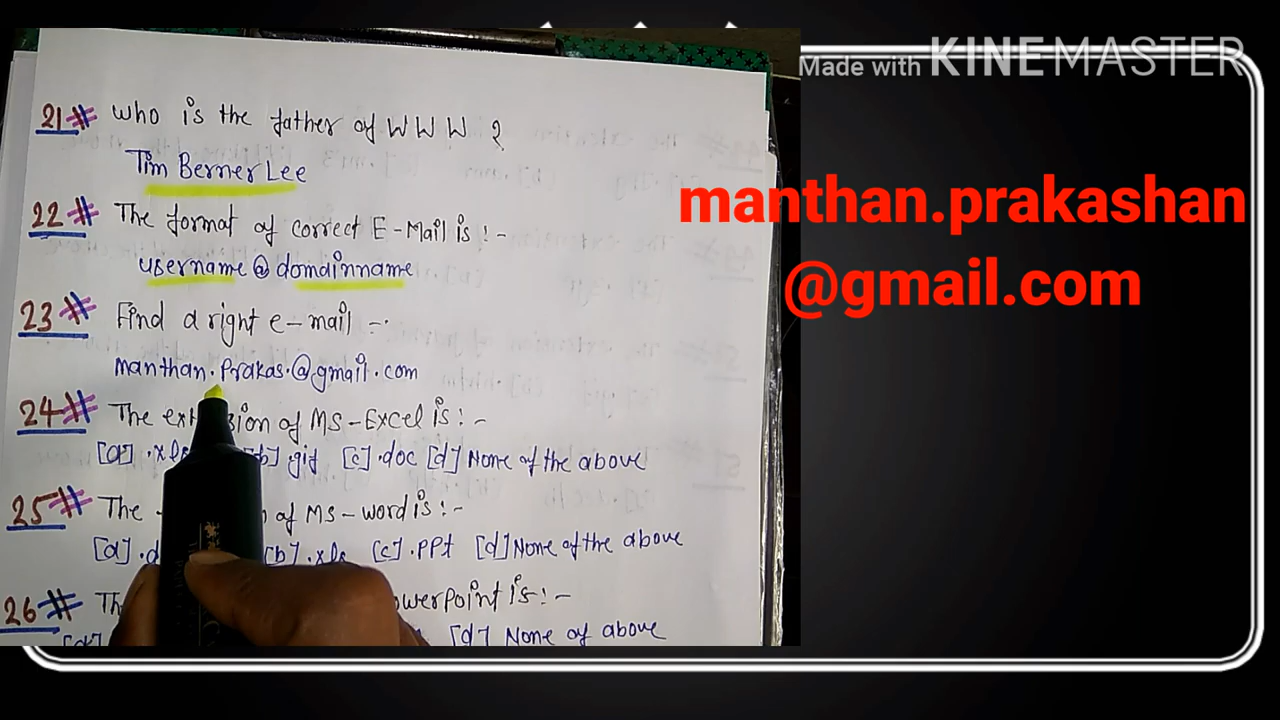 Made with KINEMASTER
21# Who is the father of WWW ?
Tim Berner Lee
22# The format of correct E-Mail is :-
username @ domainname
23# Find a right e-mail -:
manthan.Prakas.@gmail.com
24# The of MS-Excel is :-
[a] .xls [b] .gif [c] .doc [d] None of the above
25# The of MS-word is :-
[a] .d [b] .xls [c] .PPt [d] None of the above
26# Th owerPoint is :-
[a] [d] None of above
manthan.prakashan
@gmail.com